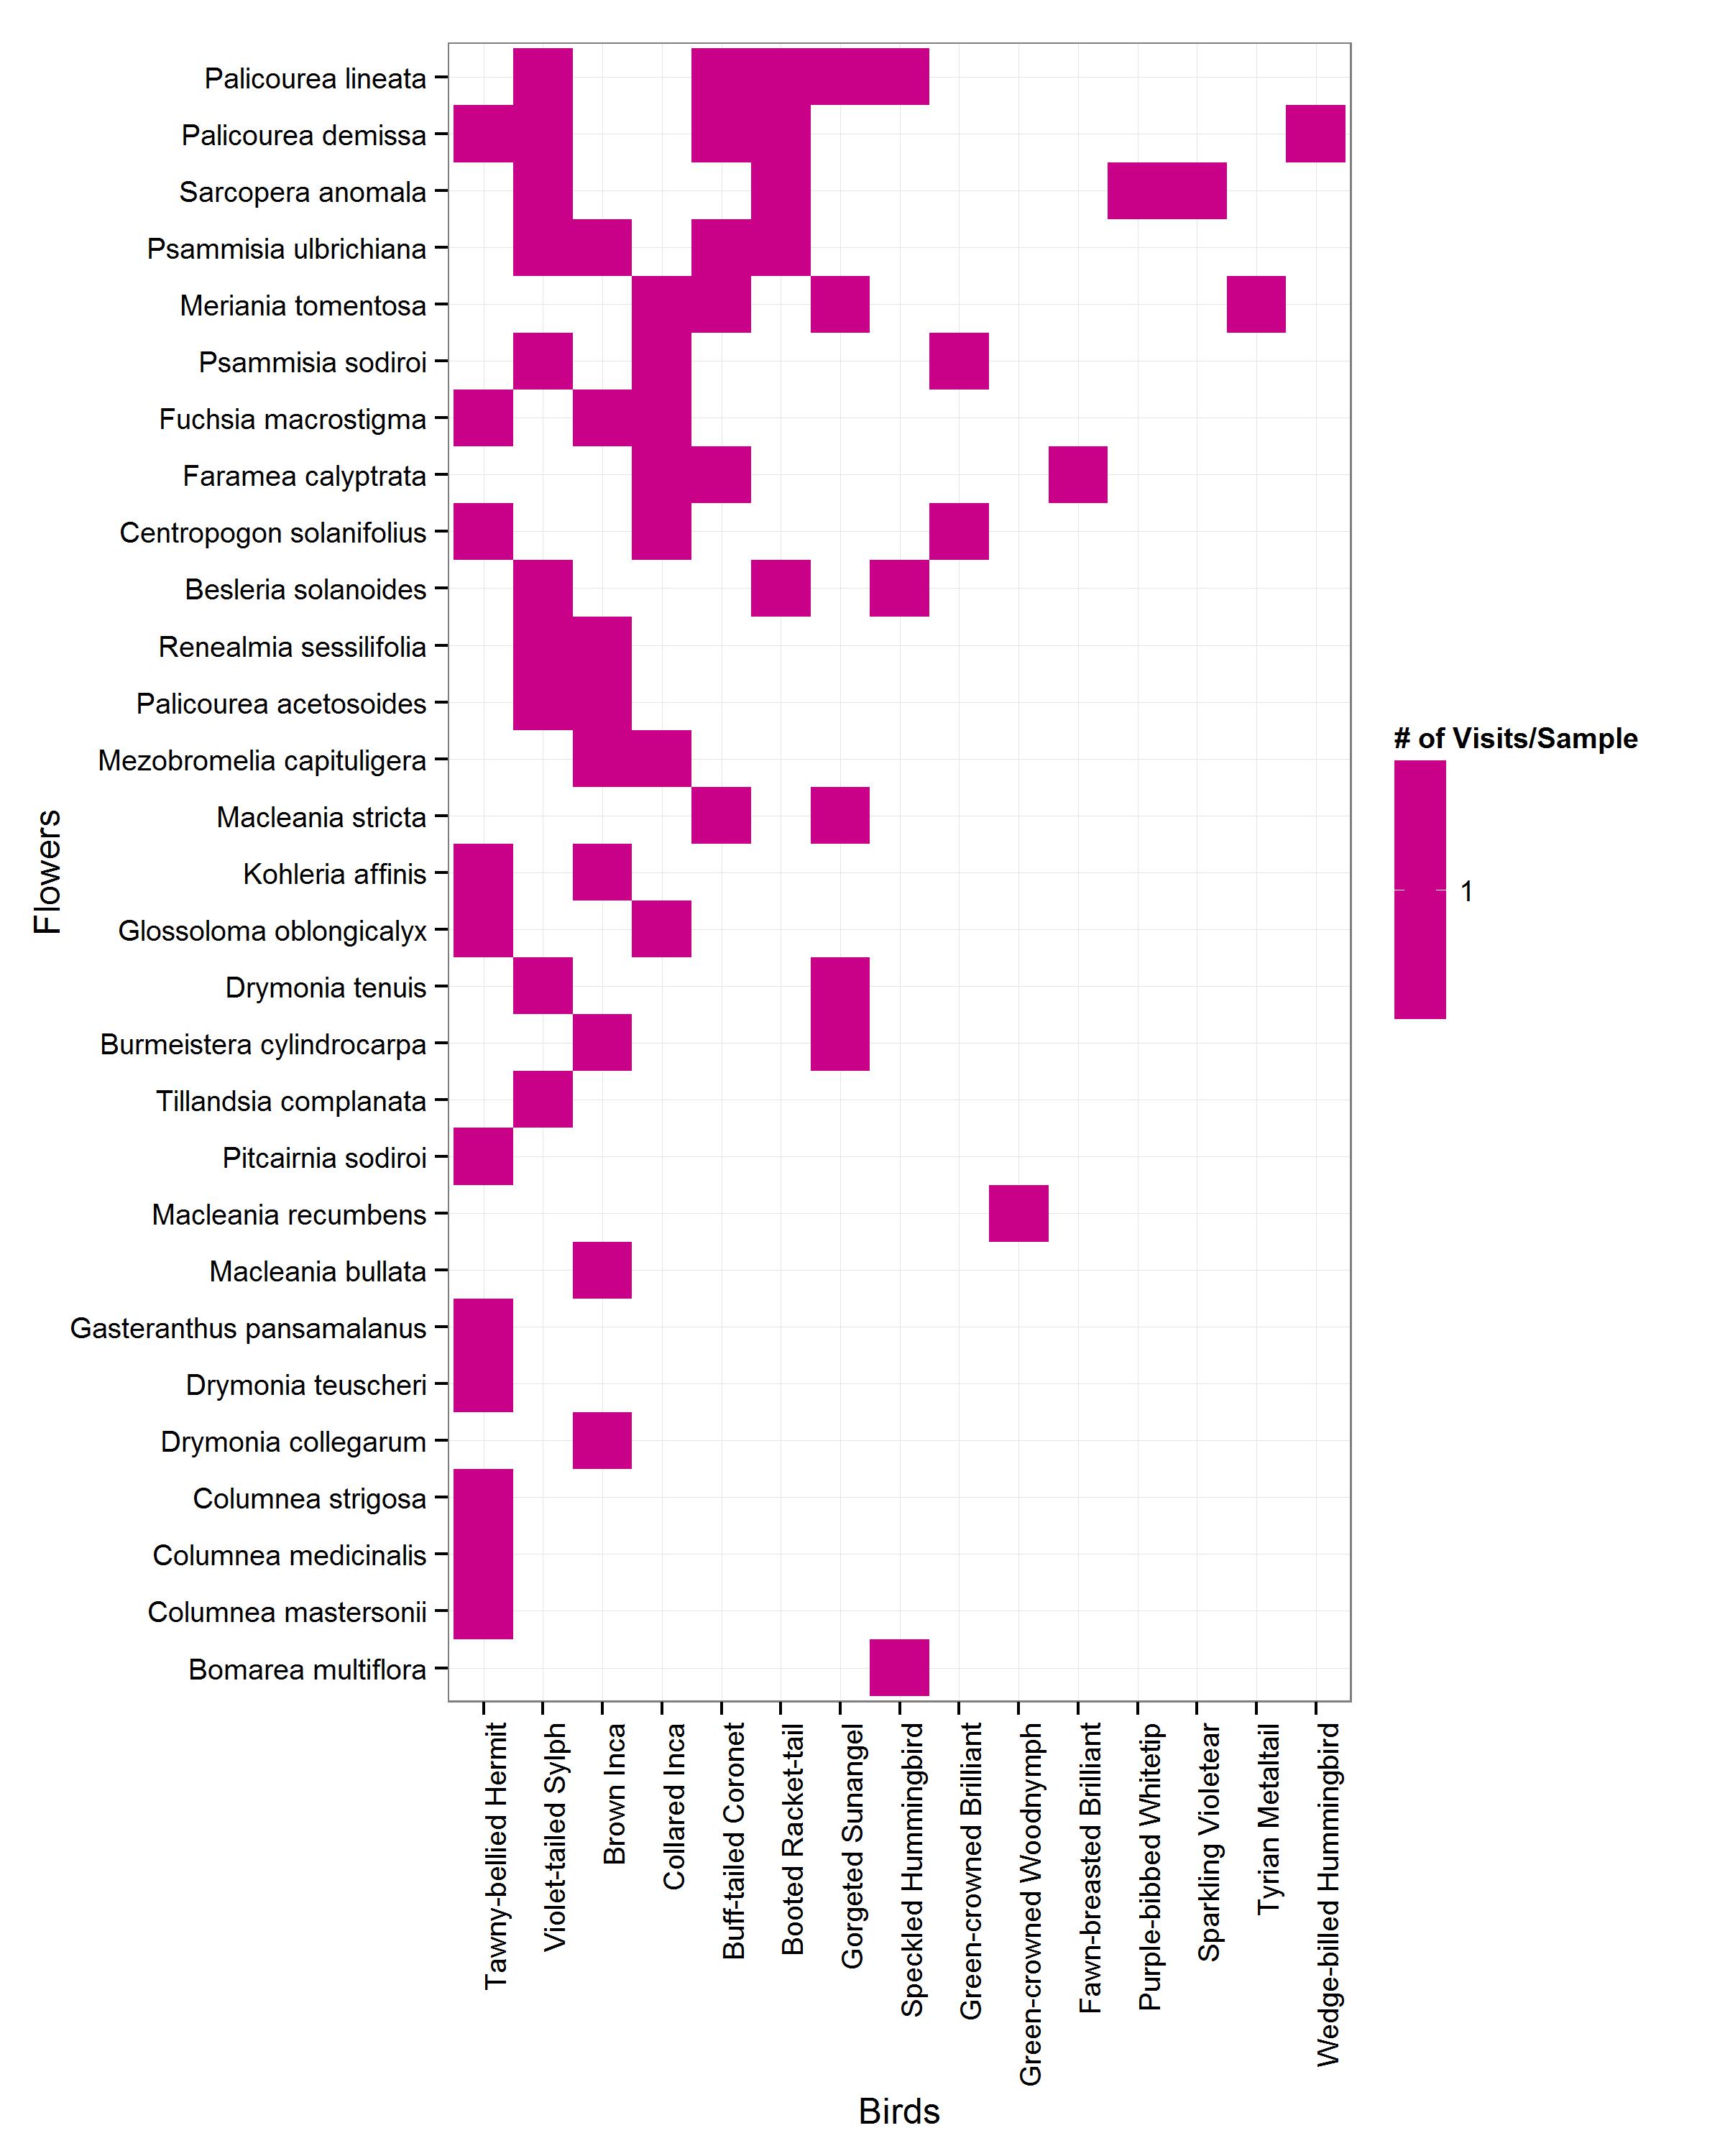 Palicourea lineata
Palicourea demissa
Sarcopera anomala
Psammisia ulbrichiana
Meriania tomentosa
Psammisia sodiroi
Fuchsia macrostigma
Faramea calyptrata
Centropogon solanifolius
Besleria solanoides
Renealmia sessilifolia
Palicourea acetosoides
Mezobromelia capituligera
Macleania stricta
Kohleria affinis
Glossoloma oblongicalyx
Drymonia tenuis
Burmeistera cylindrocarpa
Tillandsia complanata
Pitcairnia sodiroi
Macleania recumbens
Macleania bullata
Gasteranthus pansamalanus
Drymonia teuscheri
Drymonia collegarum
Columnea strigosa
Columnea medicinalis
Columnea mastersonii
Bomarea multiflora
Flowers
Tawny-bellied Hermit
Violet-tailed Sylph
Brown Inca
Collared Inca
Buff-tailed Coronet
Booted Racket-tail
Gorgeted Sunangel
Speckled Hummingbird
Green-crowned Brilliant
Green-crowned Woodnymph
Fawn-breasted Brilliant
Purple-bibbed Whitetip
Sparkling Violetear
Tyrian Metaltail
Wedge-billed Hummingbird
Birds
# of Visits/Sample
1